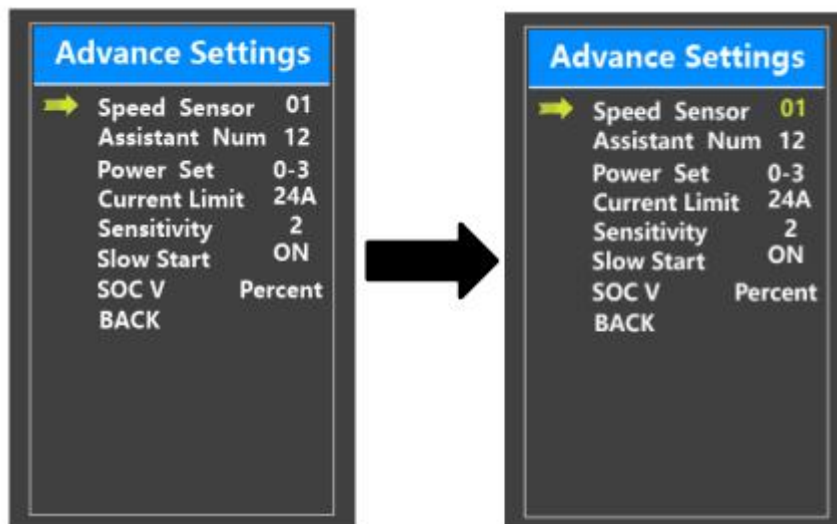 Advance Settings
Speed Sensor 01
Assistant Num 12
Power Set 0-3
Current Limit 24A
Sensitivity 2
Slow Start ON
SOC V Percent
BACK
Advance Settings
Speed Sensor 01
Assistant Num 12
Power Set 0-3
Current Limit 24A
Sensitivity 2
Slow Start ON
SOC V Percent
BACK